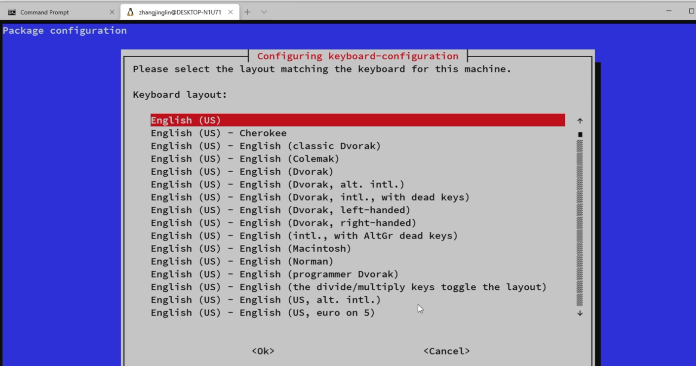 Command Prompt
zhangjinglin@DESKTOP-N1U71
Package configuration
Configuring keyboard-configuration
Please select the layout matching the keyboard for this machine.
Keyboard layout:
English (US)
English (US) - Cherokee
English (US) - English (classic Dvorak)
English (US) - English (Colemak)
English (US) - English (Dvorak)
English (US) - English (Dvorak, alt. intl.)
English (US) - English (Dvorak, intl., with dead keys)
English (US) - English (Dvorak, left-handed)
English (US) - English (Dvorak, right-handed)
English (US) - English (intl., with AltGr dead keys)
English (US) - English (Macintosh)
English (US) - English (Norman)
English (US) - English (programmer Dvorak)
English (US) - English (the divide/multiply keys toggle the layout)
English (US) - English (US, alt. intl.)
English (US) - English (US, euro on 5)
<Ok> <Cancel>